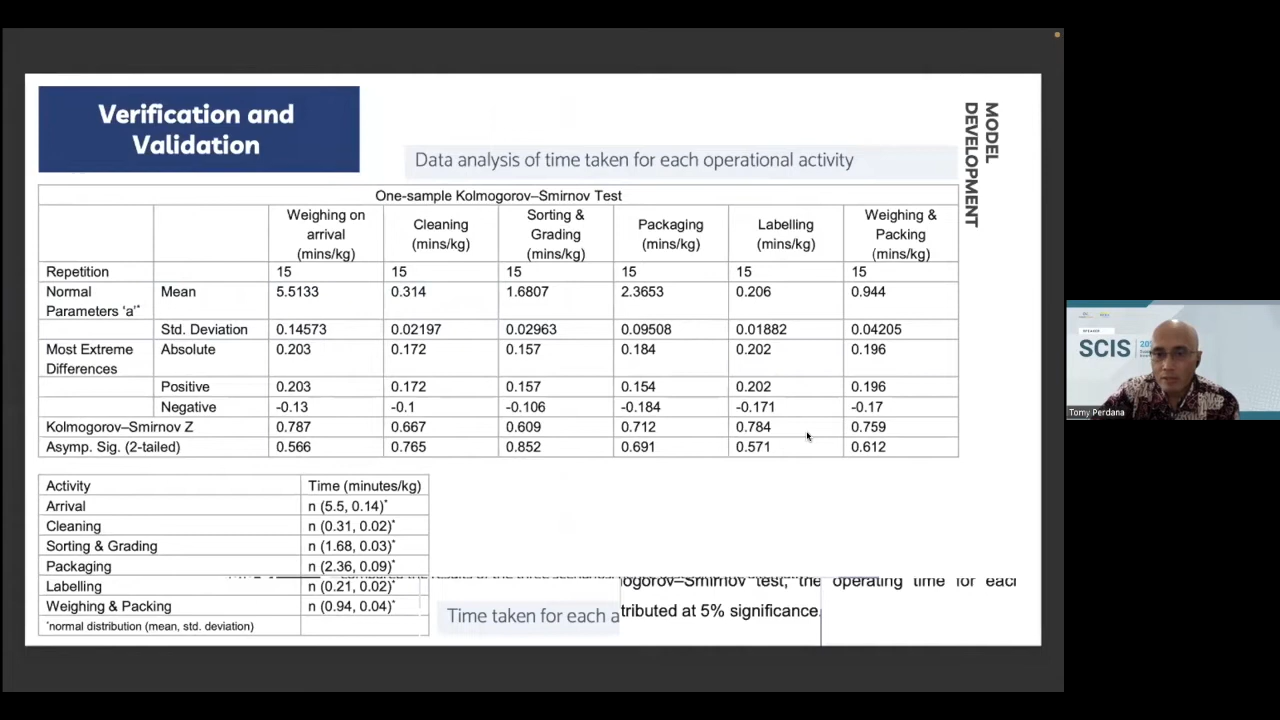 Verification and
Validation
MODEL
DEVELOPMENT
Data analysis of time taken for each operational activity
One-sample Kolmogorov–Smirnov Test
Weighing on arrival (mins/kg) Cleaning (mins/kg) Sorting & Grading (mins/kg) Packaging (mins/kg) Labelling (mins/kg) Weighing & Packing (mins/kg)
Repetition 15 15 15 15 15 15
Normal Parameters 'a'* Mean 5.5133 0.314 1.6807 2.3653 0.206 0.944
Std. Deviation 0.14573 0.02197 0.02963 0.09508 0.01882 0.04205
Most Extreme Differences Absolute 0.203 0.172 0.157 0.184 0.202 0.196
Positive 0.203 0.172 0.157 0.154 0.202 0.196
Negative -0.13 -0.1 -0.106 -0.184 -0.171 -0.17
Kolmogorov–Smirnov Z 0.787 0.667 0.609 0.712 0.784 0.759
Asymp. Sig. (2-tailed) 0.566 0.765 0.852 0.691 0.571 0.612
Activity Time (minutes/kg)
Arrival n (5.5, 0.14)*
Cleaning n (0.31, 0.02)*
Sorting & Grading n (1.68, 0.03)*
Packaging n (2.36, 0.09)*
Labelling n (0.21, 0.02)*
Weighing & Packing n (0.94, 0.04)*
*normal distribution (mean, std. deviation)
ogorov–Smirnov test, the operating time for each
Time taken for each a
tributed at 5% significance.
SPEAKER
SCIS
Tomy Perdana